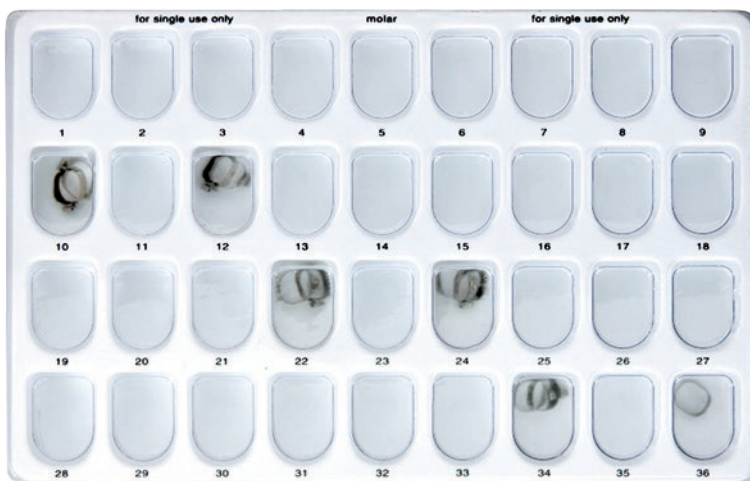 for single use only molar for single use only
1 2 3 4 5 6 7 8 9
10 11 12 13 14 15 16 17 18
19 20 21 22 23 24 25 26 27
28 29 30 31 32 33 34 35 36